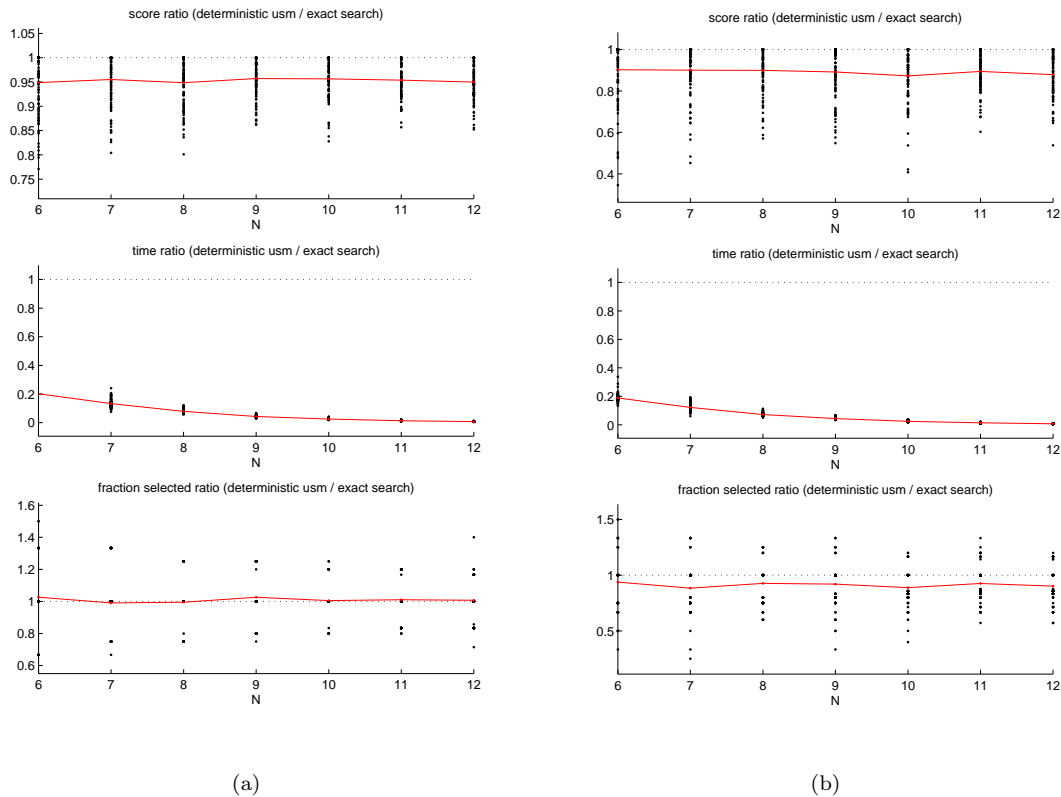 score ratio (deterministic usm / exact search)
1.05
1
0.95
0.9
0.85
0.8
0.75
6 7 8 9 10 11 12
N
time ratio (deterministic usm / exact search)
1
0.8
0.6
0.4
0.2
0
6 7 8 9 10 11 12
N
fraction selected ratio (deterministic usm / exact search)
1.6
1.4
1.2
1
0.8
0.6
6 7 8 9 10 11 12
N
(a)
score ratio (deterministic usm / exact search)
1
0.8
0.6
0.4
6 7 8 9 10 11 12
N
time ratio (deterministic usm / exact search)
1
0.8
0.6
0.4
0.2
0
6 7 8 9 10 11 12
N
fraction selected ratio (deterministic usm / exact search)
1.5
1
0.5
6 7 8 9 10 11 12
N
(b)